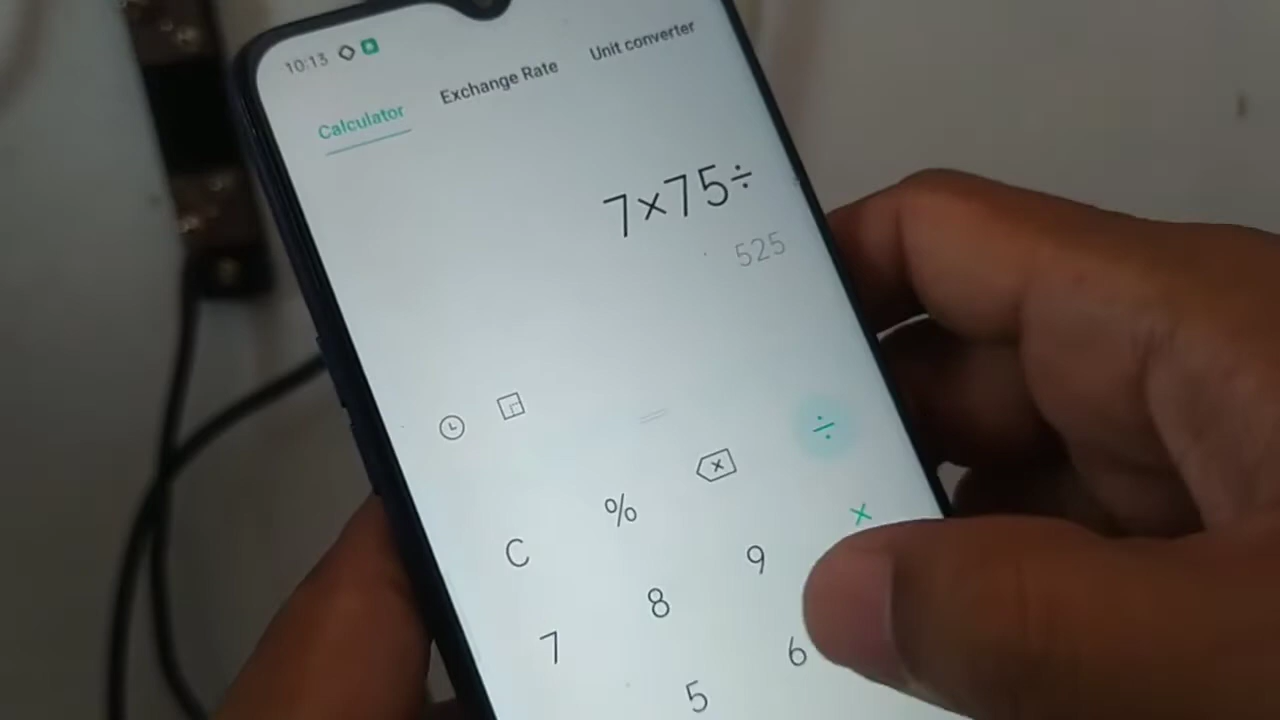 10:13
Calculator Exchange Rate Unit converter
7×75÷
525
÷
C % ×
7 8 9
5 6